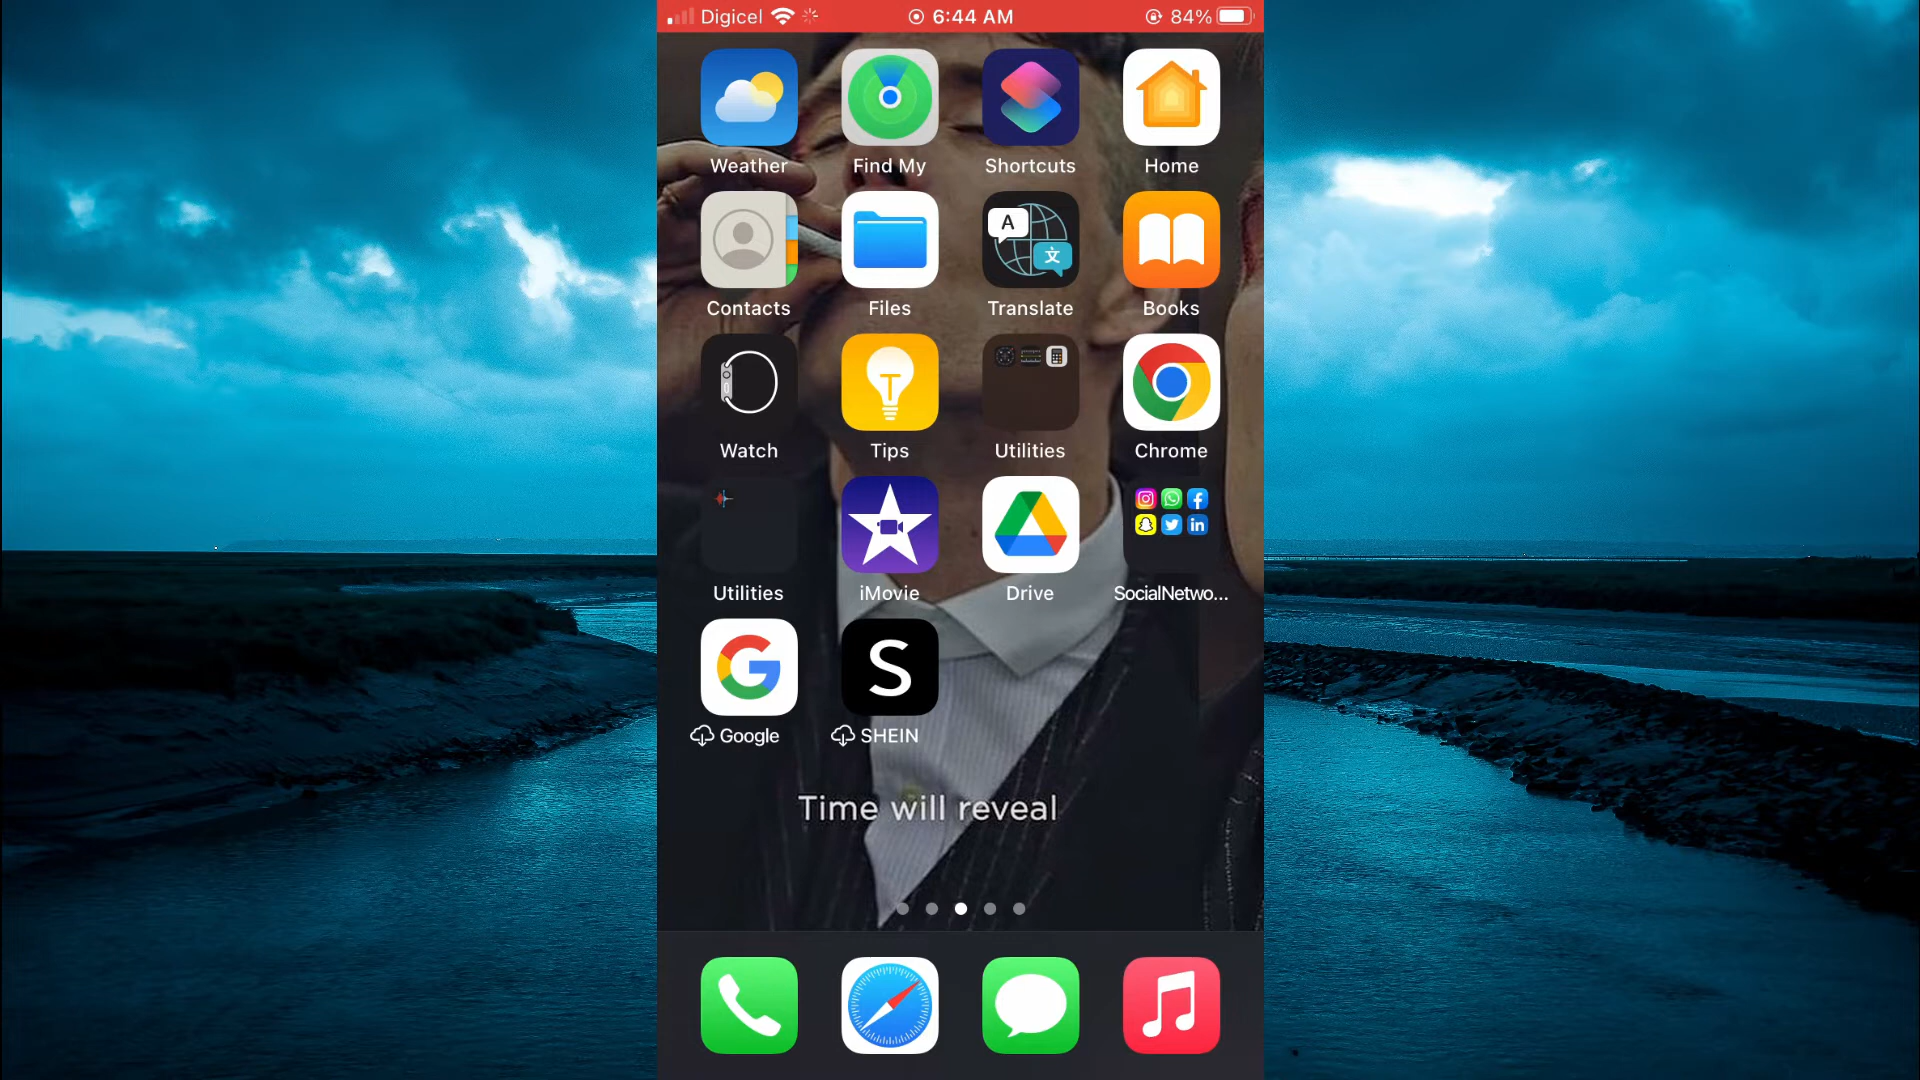 Digicel 6:44 AM 84%
Weather Find My Shortcuts Home
A
文
Contacts Files Translate Books
T
Watch Tips Utilities Chrome
f
in
Utilities iMovie Drive SocialNetwo...
G S
Google SHEIN
Time will reveal